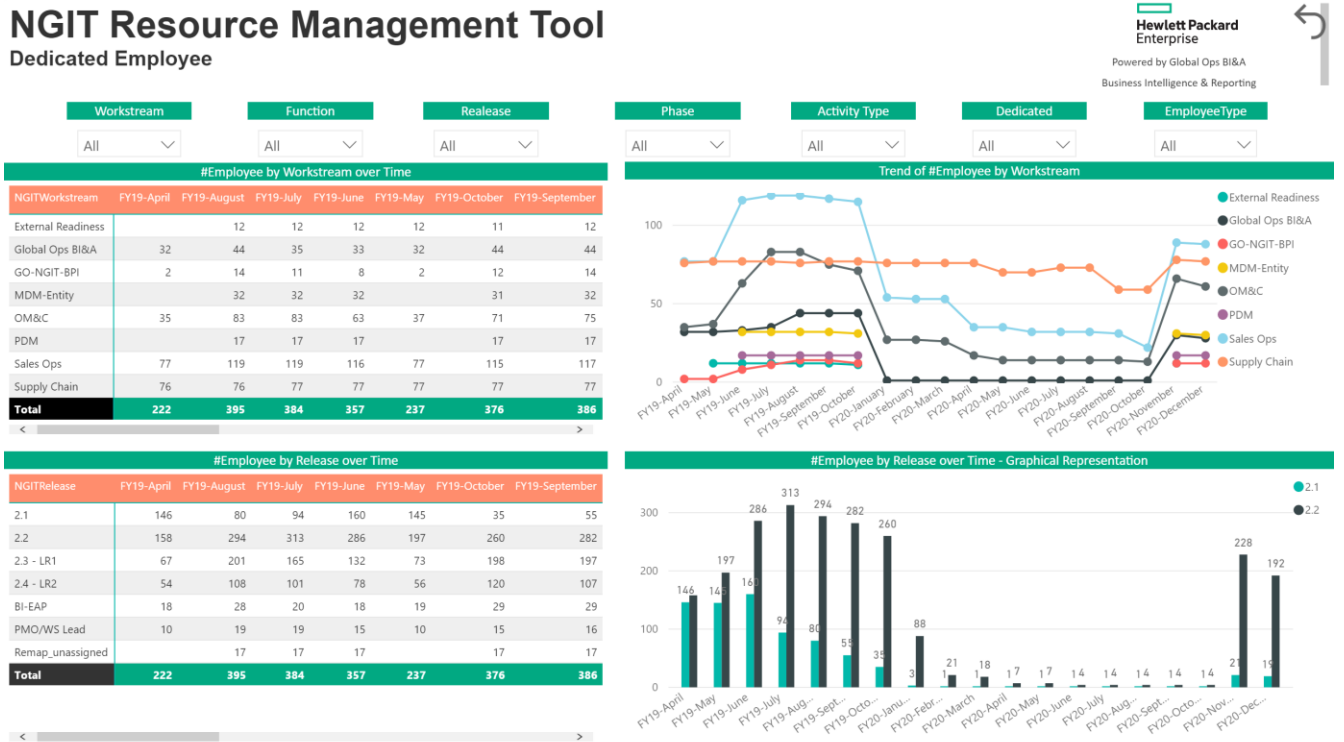 NGIT Resource Management Tool
Dedicated Employee
Hewlett Packard
Enterprise
Powered by Global Ops BI&A
Business Intelligence & Reporting
Workstream Function Realease Phase Activity Type Dedicated EmployeeType
All All All All All All All
#Employee by Workstream over Time
NGITWorkstream FY19-April FY19-August FY19-July FY19-June FY19-May FY19-October FY19-September
External Readiness 12 12 12 12 11 12
Global Ops BI&A 32 44 35 33 32 44 44
GO-NGIT-BPI 2 14 11 8 2 12 14
MDM-Entity 32 32 32 31 32
OM&C 35 83 83 63 37 71 75
PDM 17 17 17 17 17
Sales Ops 77 119 119 116 77 115 117
Supply Chain 76 76 77 77 77 77 77
Total 222 395 384 357 237 376 386
Trend of #Employee by Workstream
100
50
0
FY19-April FY19-May FY19-June FY19-July FY19-August FY19-September FY19-October FY20-January FY20-February FY20-March FY20-April FY20-May FY20-June FY20-July FY20-August FY20-September FY20-October FY20-November FY20-December
External Readiness
Global Ops BI&A
GO-NGIT-BPI
MDM-Entity
OM&C
PDM
Sales Ops
Supply Chain
#Employee by Release over Time
NGITRelease FY19-April FY19-August FY19-July FY19-June FY19-May FY19-October FY19-September
2.1 146 80 94 160 145 35 55
2.2 158 294 313 286 197 260 282
2.3 - LR1 67 201 165 132 73 198 197
2.4 - LR2 54 108 101 78 56 120 107
BI-EAP 18 28 20 18 19 29 29
PMO/WS Lead 10 19 19 15 10 15 16
Remap_unassigned 17 17 17 17 17
Total 222 395 384 357 237 376 386
#Employee by Release over Time - Graphical Representation
2.1
2.2
300
200
100
0
146 145 197 160 286 94 313 80 294 55 282 35 260 3 88 1 21 1 18 1 7 1 7 14 14 14 14 14 21 228 19 192
FY19-April FY19-May FY19-June FY19-July FY19-Aug... FY19-Sept... FY19-Octo... FY20-Janu... FY20-Febr... FY20-March FY20-April FY20-May FY20-June FY20-July FY20-Aug... FY20-Sept... FY20-Octo... FY20-Nov... FY20-Dec...